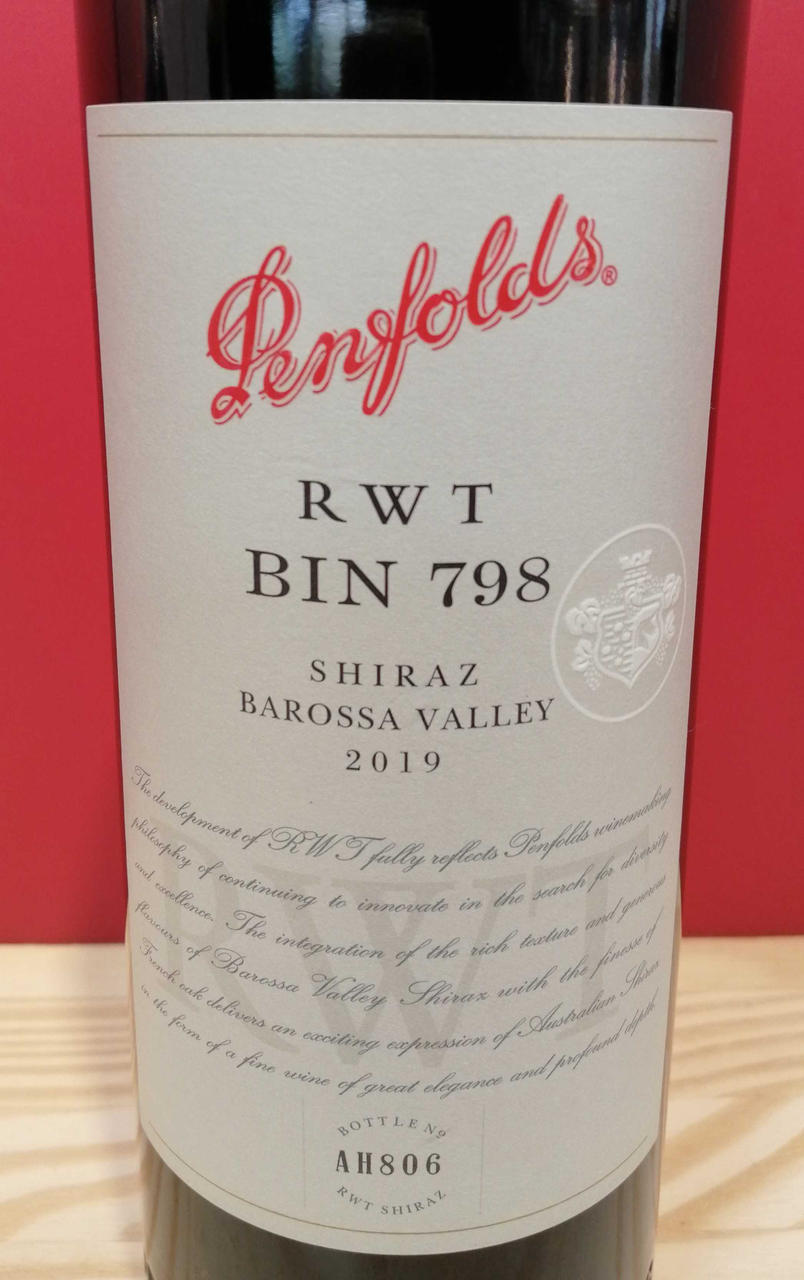 Penfolds®
RWT
BIN 798
SHIRAZ
BAROSSA VALLEY
2019
The development of RWT fully reflects Penfolds winemaking
philosophy of continuing to innovate in the search for diversity
and excellence. The integration of the rich texture and generous
flavours of Barossa Valley Shiraz with the finesse of
French oak delivers an exciting expression of Australian Shiraz
in the form of a fine wine of great elegance and profound depth.
RWT
BOTTLE Nº
AH806
RWT SHIRAZ